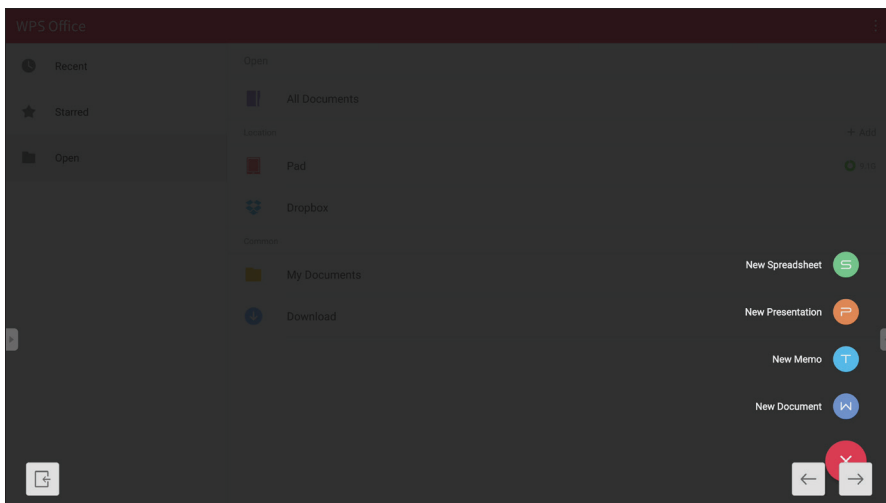 WPS Office
Recent
Starred
Open
Open
All Documents
Location
+ Add
Pad
Dropbox
Common
My Documents
Download
New Spreadsheet
S
New Presentation
P
New Memo
T
New Document
W